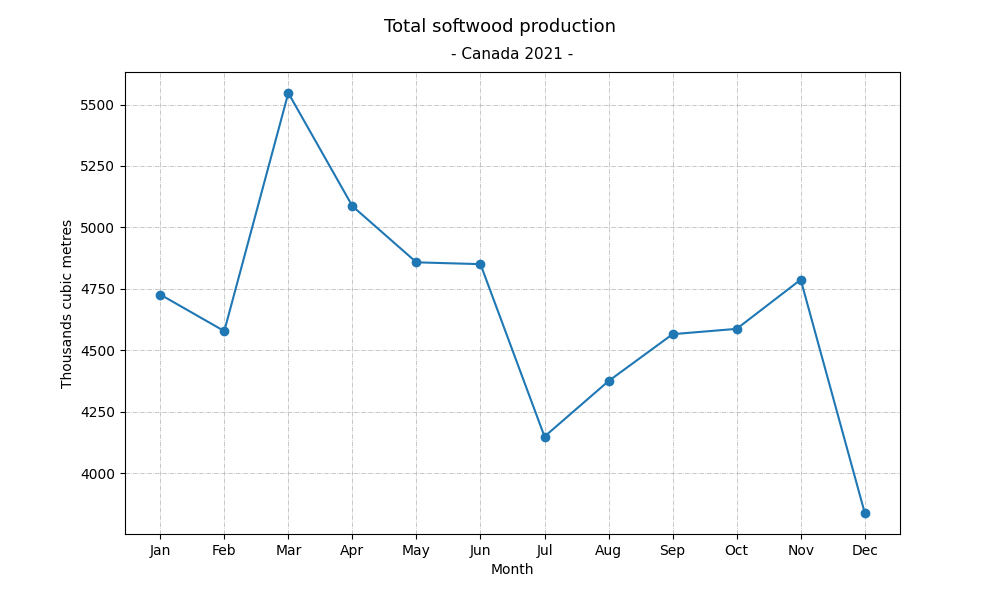 Total softwood production
- Canada 2021 -
Thousands cubic metres
5500
5250
5000
4750
4500
4250
4000
Jan Feb Mar Apr May Jun Jul Aug Sep Oct Nov Dec
Month